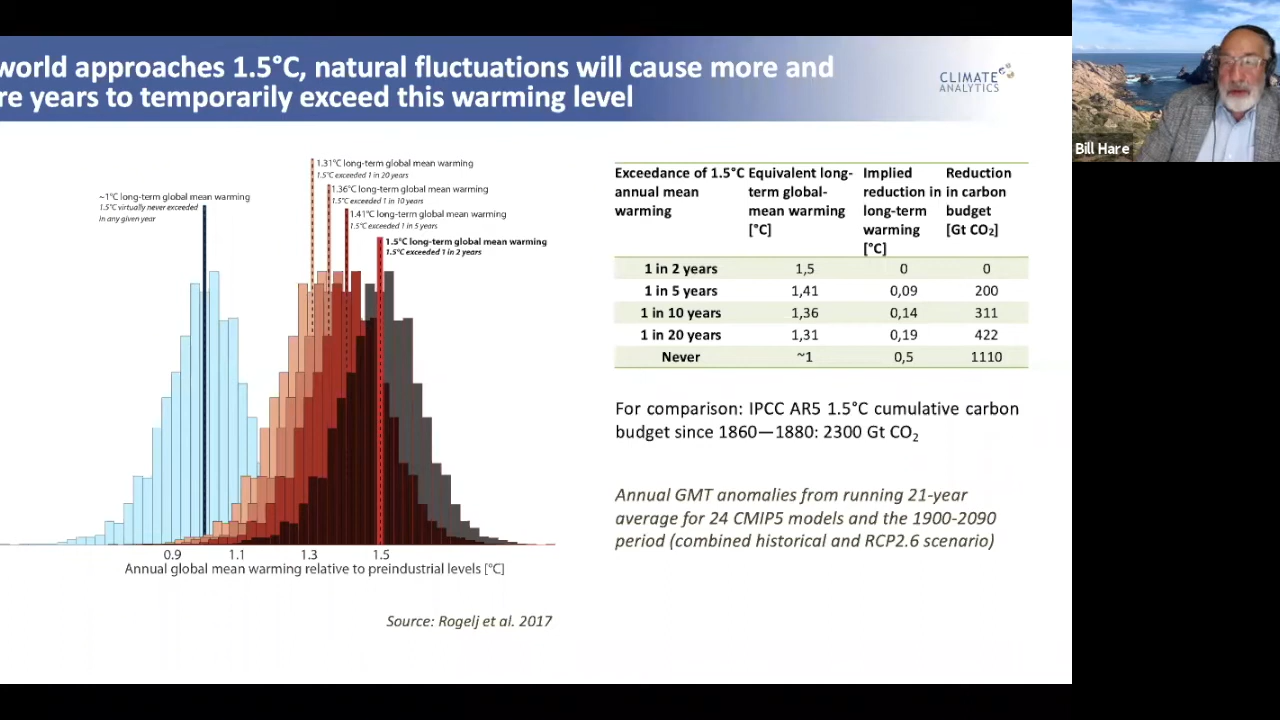 world approaches 1.5°C, natural fluctuations will cause more and
re years to temporarily exceed this warming level
CLIMATE
ANALYTICS
Bill Hare
~1°C long-term global mean warming
1.5°C virtually never exceeded
in any given year
1.31°C long-term global mean warming
1.5°C exceeded 1 in 20 years
1.36°C long-term global mean warming
1.5°C exceeded 1 in 10 years
1.41°C long-term global mean warming
1.5°C exceeded 1 in 5 years
1.5°C long-term global mean warming
1.5°C exceeded 1 in 2 years
0.9 1.1 1.3 1.5
Annual global mean warming relative to preindustrial levels [°C]
Source: Rogelj et al. 2017
Exceedance of 1.5°C Equivalent long- Implied Reduction
annual mean term global- reduction in in carbon
warming mean warming long-term budget
[°C] warming [Gt CO₂]
[°C]
1 in 2 years 1,5 0 0
1 in 5 years 1,41 0,09 200
1 in 10 years 1,36 0,14 311
1 in 20 years 1,31 0,19 422
Never ~1 0,5 1110
For comparison: IPCC AR5 1.5°C cumulative carbon
budget since 1860—1880: 2300 Gt CO₂
Annual GMT anomalies from running 21-year
average for 24 CMIP5 models and the 1900-2090
period (combined historical and RCP2.6 scenario)